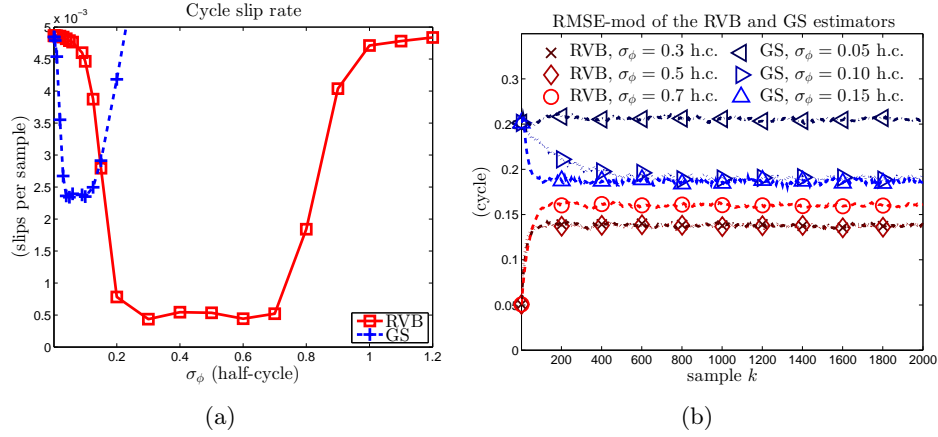 Cycle slip rate
5 ×10⁻³
4.5
4
3.5
3
2.5
2
1.5
1
0.5
0
(slips per sample)
0.2 0.4 0.6 0.8 1 1.2
σ_ϕ (half-cycle)
RVB
GS
(a)
RMSE-mod of the RVB and GS estimators
RVB, σ_ϕ = 0.3 h.c. GS, σ_ϕ = 0.05 h.c.
RVB, σ_ϕ = 0.5 h.c. GS, σ_ϕ = 0.10 h.c.
RVB, σ_ϕ = 0.7 h.c. GS, σ_ϕ = 0.15 h.c.
0.3
0.25
0.2
0.15
0.1
0.05
0
(cycle)
200 400 600 800 1000 1200 1400 1600 1800 2000
sample k
(b)